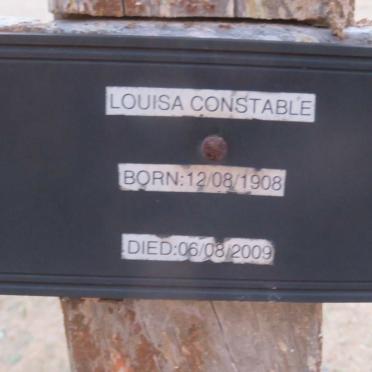 LOUISA CONSTABLE
BORN:12/08/1908
DIED:06/08/2009